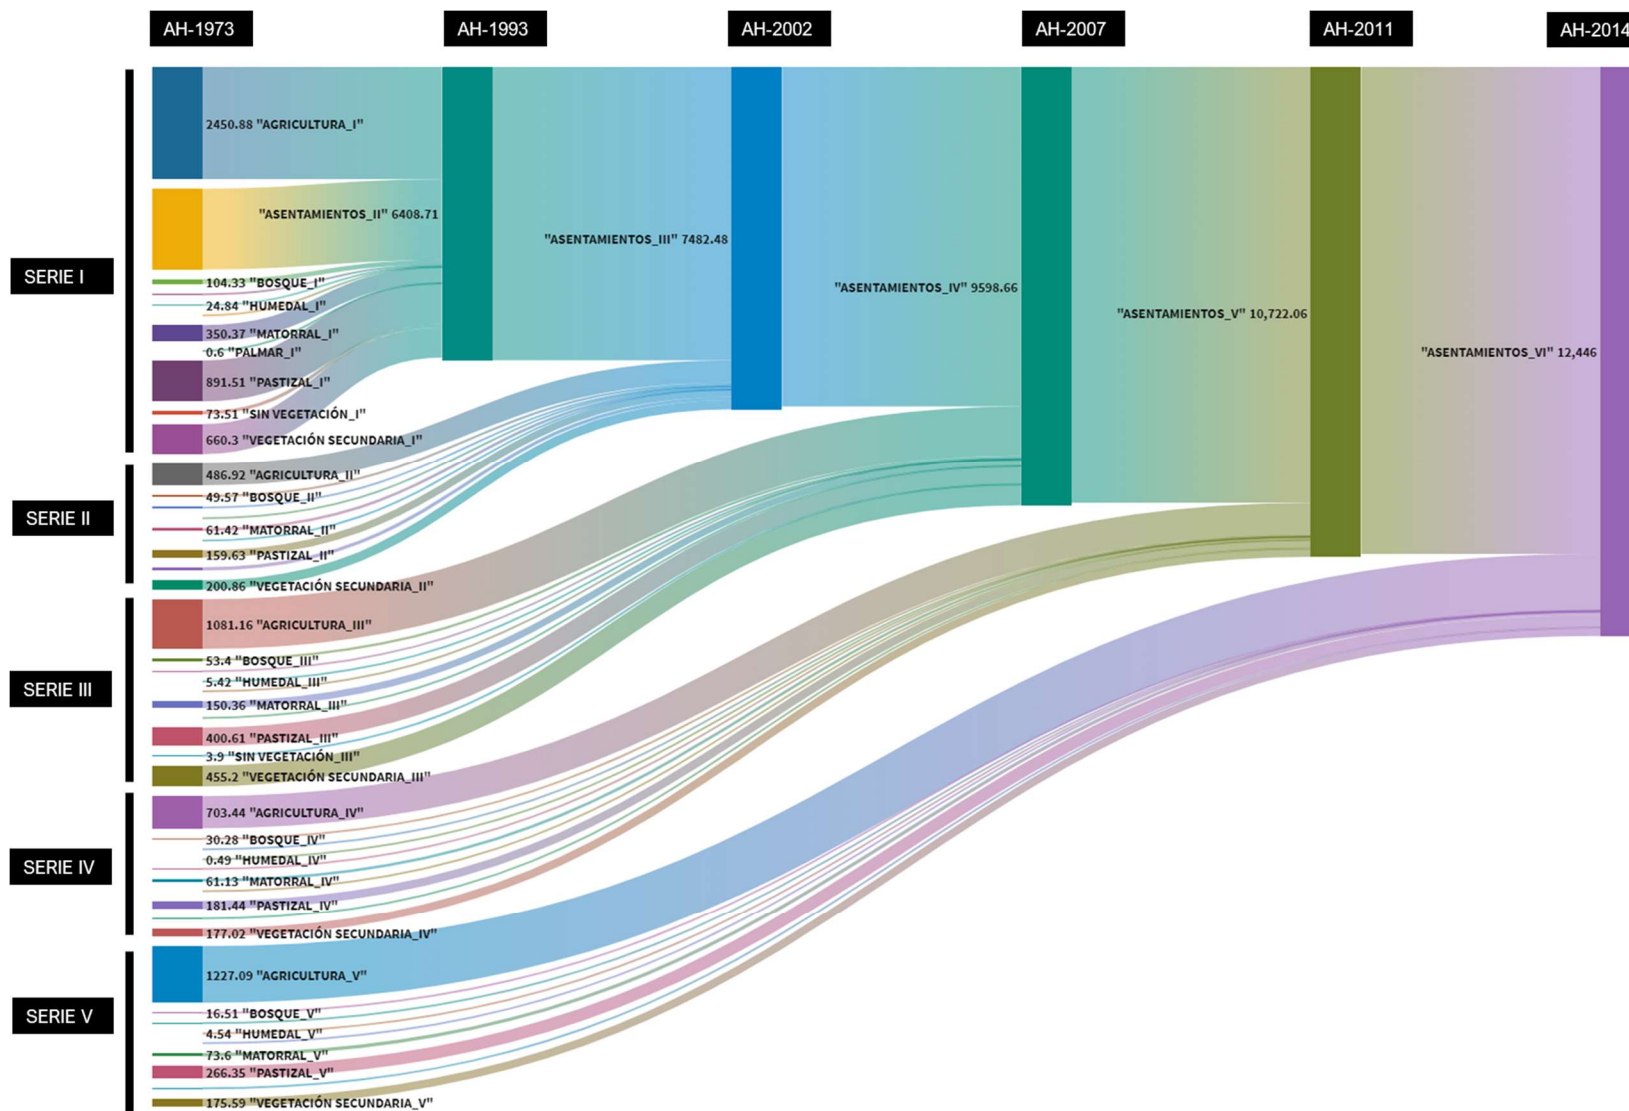 AH-1973 AH-1993 AH-2002 AH-2007 AH-2011 AH-2014
SERIE I
2450.88 "AGRICULTURA_I"
"ASENTAMIENTOS_II" 6408.71
104.33 "BOSQUE_I"
24.84 "HUMEDAL_I"
350.37 "MATORRAL_I"
0.6 "PALMAR_I"
891.51 "PASTIZAL_I"
73.51 "SIN VEGETACIÓN_I"
660.3 "VEGETACIÓN SECUNDARIA_I"
"ASENTAMIENTOS_III" 7482.48
"ASENTAMIENTOS_IV" 9598.66
"ASENTAMIENTOS_V" 10,722.06
"ASENTAMIENTOS_VI" 12,446
SERIE II
486.92 "AGRICULTURA_II"
49.57 "BOSQUE_II"
61.42 "MATORRAL_II"
159.63 "PASTIZAL_II"
200.86 "VEGETACIÓN SECUNDARIA_II"
SERIE III
1081.16 "AGRICULTURA_III"
53.4 "BOSQUE_III"
5.42 "HUMEDAL_III"
150.36 "MATORRAL_III"
400.61 "PASTIZAL_III"
3.9 "SIN VEGETACIÓN_III"
455.2 "VEGETACIÓN SECUNDARIA_III"
SERIE IV
703.44 "AGRICULTURA_IV"
30.28 "BOSQUE_IV"
0.49 "HUMEDAL_IV"
61.13 "MATORRAL_IV"
181.44 "PASTIZAL_IV"
177.02 "VEGETACIÓN SECUNDARIA_IV"
SERIE V
1227.09 "AGRICULTURA_V"
16.51 "BOSQUE_V"
4.54 "HUMEDAL_V"
73.6 "MATORRAL_V"
266.35 "PASTIZAL_V"
175.59 "VEGETACIÓN SECUNDARIA_V"